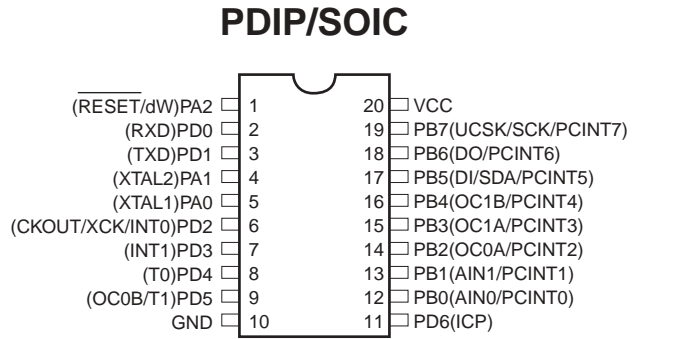 PDIP/SOIC
(RESET/dW)PA2 1 20 VCC
(RXD)PD0 2 19 PB7(UCSK/SCK/PCINT7)
(TXD)PD1 3 18 PB6(DO/PCINT6)
(XTAL2)PA1 4 17 PB5(DI/SDA/PCINT5)
(XTAL1)PA0 5 16 PB4(OC1B/PCINT4)
(CKOUT/XCK/INT0)PD2 6 15 PB3(OC1A/PCINT3)
(INT1)PD3 7 14 PB2(OC0A/PCINT2)
(T0)PD4 8 13 PB1(AIN1/PCINT1)
(OC0B/T1)PD5 9 12 PB0(AIN0/PCINT0)
GND 10 11 PD6(ICP)